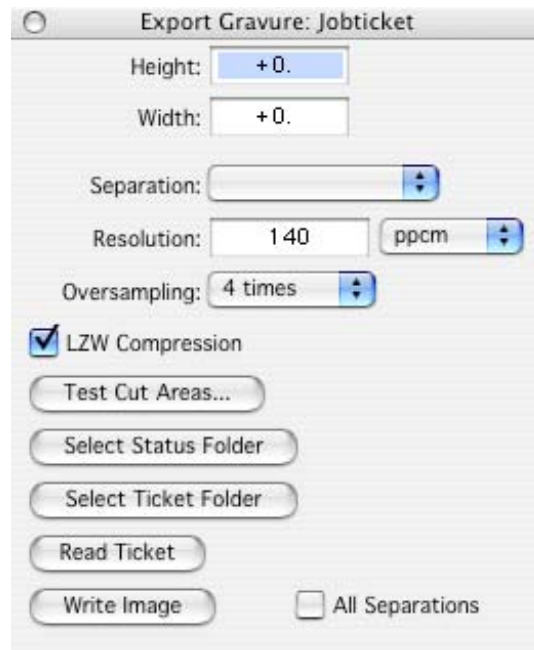 Export Gravure: Jobticket
Height: +0.
Width: +0.
Separation:
Resolution: 140 ppcm
Oversampling: 4 times
LZW Compression
Test Cut Areas...
Select Status Folder
Select Ticket Folder
Read Ticket
Write Image All Separations